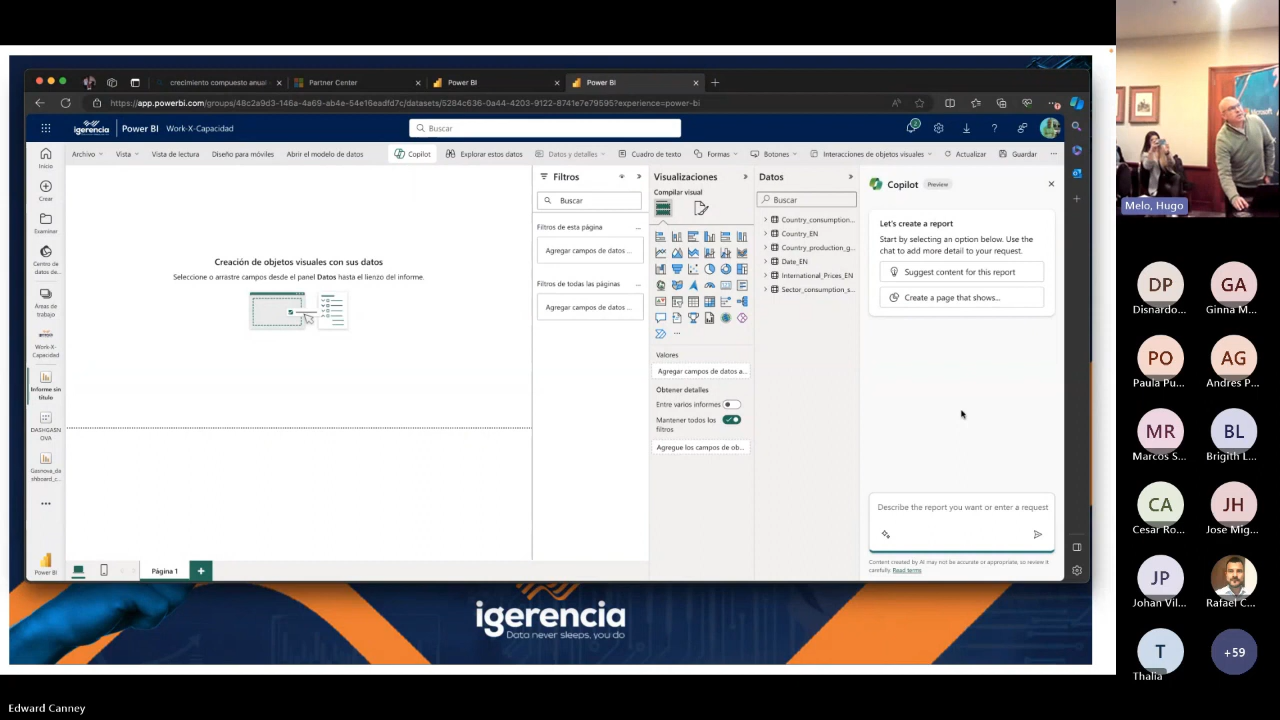 crecimiento compuesto anual
Partner Center
Power BI
Power BI
https://app.powerbi.com/groups/48c2a9d3-146a-4a69-ab4e-54e16eadfd7c/datasets/5284c636-0a44-4203-9122-8741e7e79595?experience=power-bi
igerencia
Power BI
Work-X-Capacidad
Buscar
Archivo
Vista
Vista de lectura
Diseño para móviles
Abrir el modelo de datos
Copilot
Explorar estos datos
Datos y detalles
Cuadro de texto
Formas
Botones
Interacciones de objetos visuales
Actualizar
Guardar
Inicio
Crear
Examinar
Centro de
datos de...
Áreas de
trabajo
Work-X-
Capacidad
Informe sin
título
DASHGASN
OVA
Gasnova_da
shboard_c...
Power BI
Creación de objetos visuales con sus datos
Seleccione o arrastre campos desde el panel Datos hasta el lienzo del informe.
Página 1
Filtros
Buscar
Filtros de esta página
Agregar campos de datos ...
Filtros de todas las páginas
Agregar campos de datos ...
Visualizaciones
Compilar visual
Valores
Agregar campos de datos a...
Obtener detalles
Entre varios informes
Mantener todos los
filtros
Agregue los campos de ob...
Datos
Buscar
Country_consumption...
Country_EN
Country_production_g...
Date_EN
International_Prices_EN
Sector_consumption_s...
Copilot
Preview
Let's create a report
Start by selecting an option below. Use the
chat to add more detail to your request.
Suggest content for this report
Create a page that shows...
Describe the report you want or enter a request
Content created by AI may not be accurate or appropriate, so review it
carefully. Read terms
igerencia
Data never sleeps, you do
Edward Canney
Microsoft
Melo, Hugo
DP
Disnardo...
GA
Ginna M...
PO
Paula Pu...
AG
Andres P...
MR
Marcos S...
BL
Brigith L...
CA
Cesar Ro...
JH
Jose Mig...
JP
Johan Vil...
Rafael C...
T
Thalia
+59